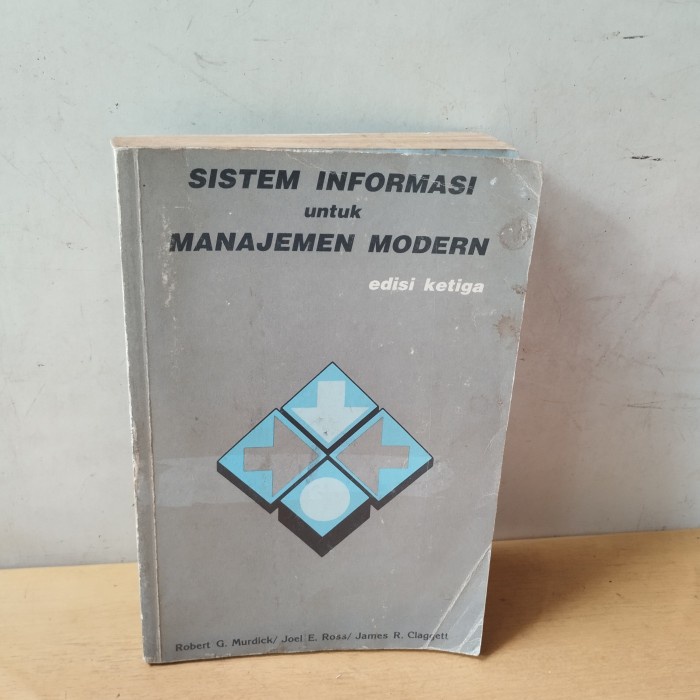 SISTEM INFORMASI
untuk
MANAJEMEN MODERN
edisi ketiga
Robert G. Murdick/ Joel E. Ross/ James R. Claggett